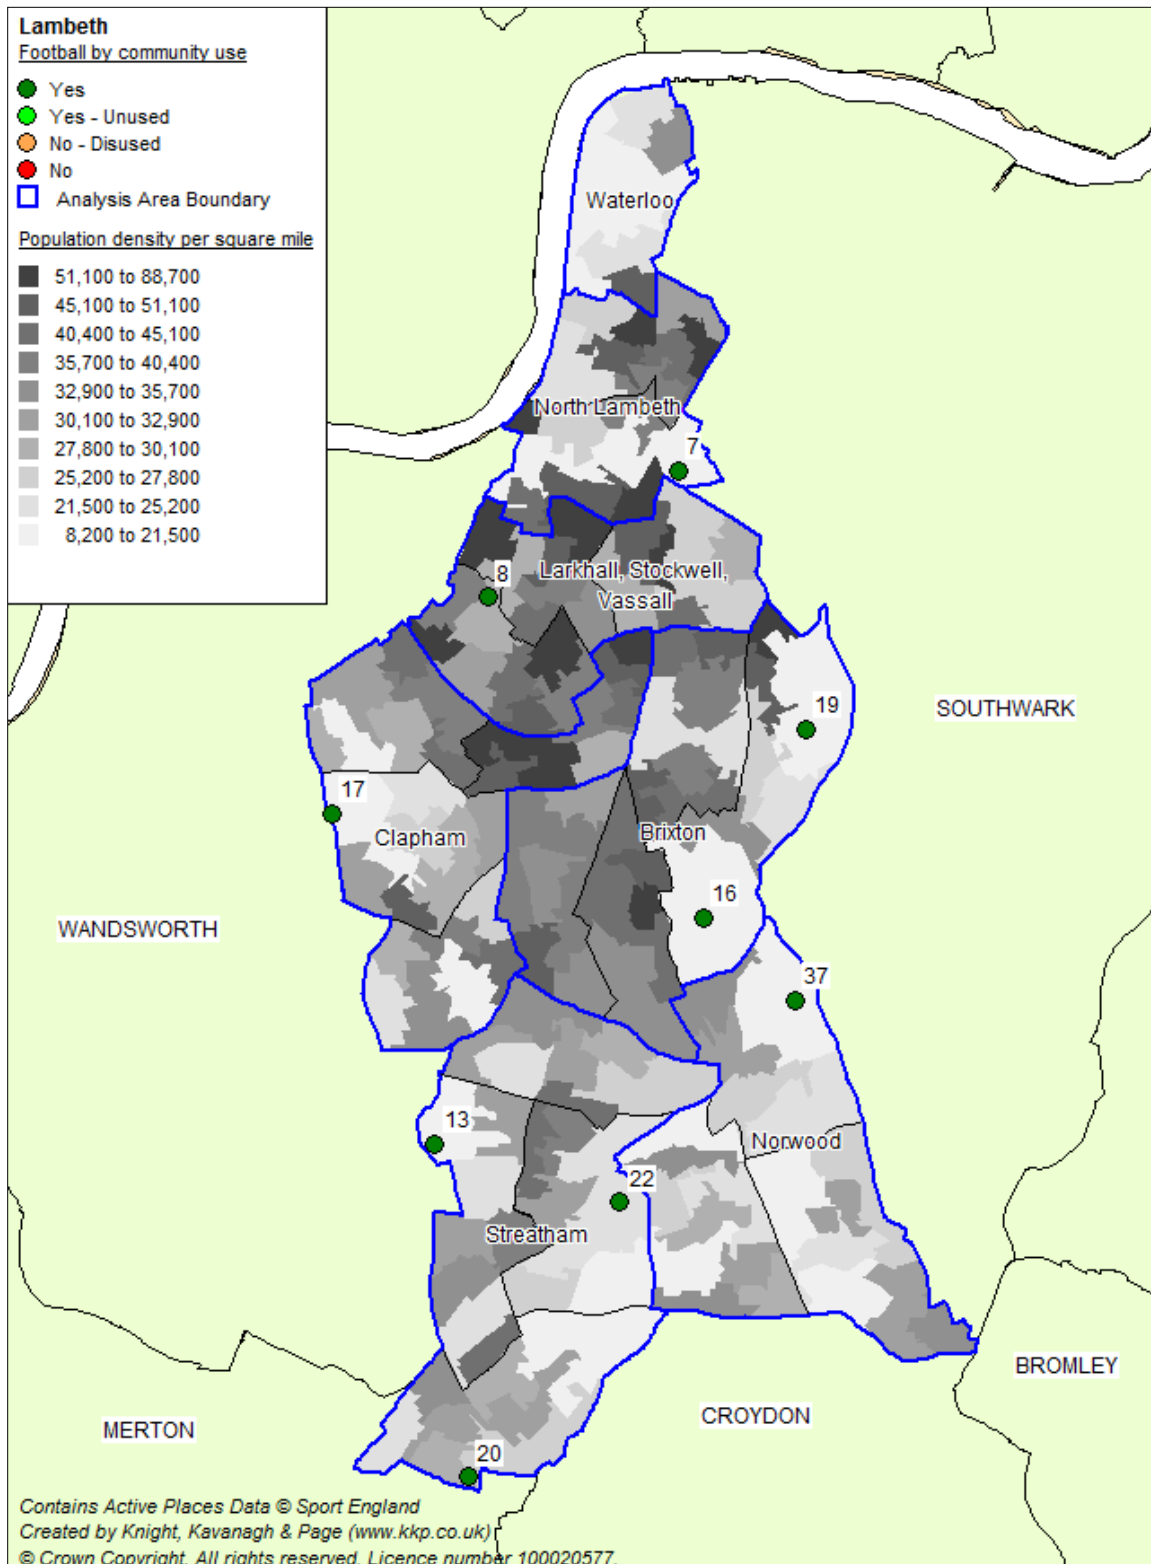 Lambeth
Football by community use
Yes
Yes - Unused
No - Disused
No
Analysis Area Boundary
Population density per square mile
51,100 to 88,700
45,100 to 51,100
40,400 to 45,100
35,700 to 40,400
32,900 to 35,700
30,100 to 32,900
27,800 to 30,100
25,200 to 27,800
21,500 to 25,200
8,200 to 21,500
Waterloo
North Lambeth
7
8
Larkhall, Stockwell,
Vassall
19
SOUTHWARK
17
Clapham
Brixton
16
WANDSWORTH
37
13
Norwood
22
Streatham
BROMLEY
CROYDON
MERTON
20
Contains Active Places Data © Sport England
Created by Knight, Kavanagh & Page (www.kkp.co.uk)
© Crown Copyright. All rights reserved. Licence number 100020577.